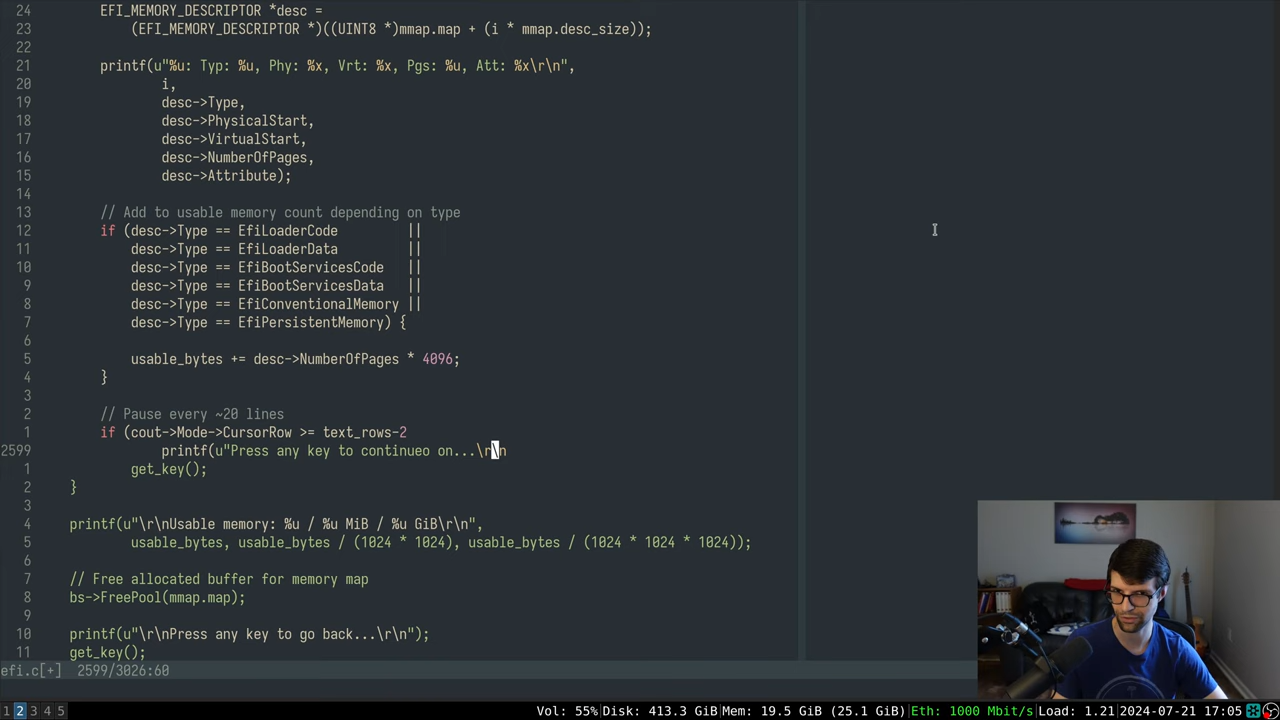 24 EFI_MEMORY_DESCRIPTOR *desc =
23 (EFI_MEMORY_DESCRIPTOR *)((UINT8 *)mmap.map + (i * mmap.desc_size));
22
21 printf(u"%u: Typ: %u, Phy: %x, Vrt: %x, Pgs: %u, Att: %x\r\n",
20 i,
19 desc->Type,
18 desc->PhysicalStart,
17 desc->VirtualStart,
16 desc->NumberOfPages,
15 desc->Attribute);
14
13 // Add to usable memory count depending on type
12 if (desc->Type == EfiLoaderCode ||
11 desc->Type == EfiLoaderData ||
10 desc->Type == EfiBootServicesCode ||
9 desc->Type == EfiBootServicesData ||
8 desc->Type == EfiConventionalMemory ||
7 desc->Type == EfiPersistentMemory) {
6
5 usable_bytes += desc->NumberOfPages * 4096;
4 }
3
2 // Pause every ~20 lines
1 if (cout->Mode->CursorRow >= text_rows-2
2599 printf(u"Press any key to continueo on...\r\n
1 get_key();
2 }
3
4 printf(u"\r\nUsable memory: %u / %u MiB / %u GiB\r\n",
5 usable_bytes, usable_bytes / (1024 * 1024), usable_bytes / (1024 * 1024 * 1024));
6
7 // Free allocated buffer for memory map
8 bs->FreePool(mmap.map);
9
10 printf(u"\r\nPress any key to go back...\r\n");
11 get_key();
efi.c[+] 2599/3026:60
1 2 3 4 5 Vol: 55% Disk: 413.3 GiB Mem: 19.5 GiB (25.1 GiB) Eth: 1000 Mbit/s Load: 1.21 2024-07-21 17:05